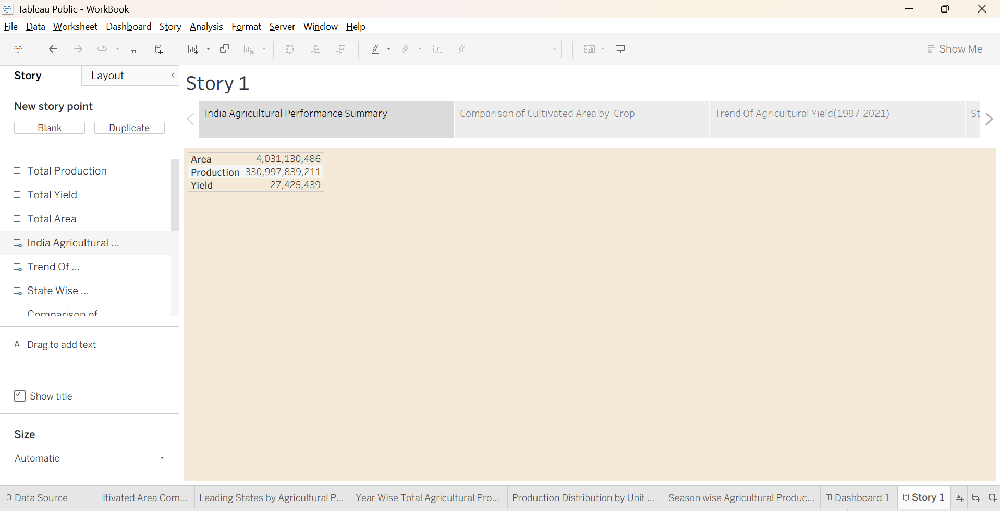 Tableau Public - WorkBook
File Data Worksheet Dashboard Story Analysis Format Server Window Help
Show Me
Story Layout
New story point
Blank Duplicate
Total Production
Total Yield
Total Area
India Agricultural ...
Trend Of ...
State Wise ...
Comparison of
A Drag to add text
Show title
Size
Automatic
Story 1
India Agricultural Performance Summary
Comparison of Cultivated Area by Crop
Trend Of Agricultural Yield(1997-2021)
St
Area 4,031,130,486
Production 330,997,839,211
Yield 27,425,439
Data Source ltivated Area Com... Leading States by Agricultural P... Year Wise Total Agricultural Pro... Production Distribution by Unit ... Season wise Agricultural Produc... Dashboard 1 Story 1